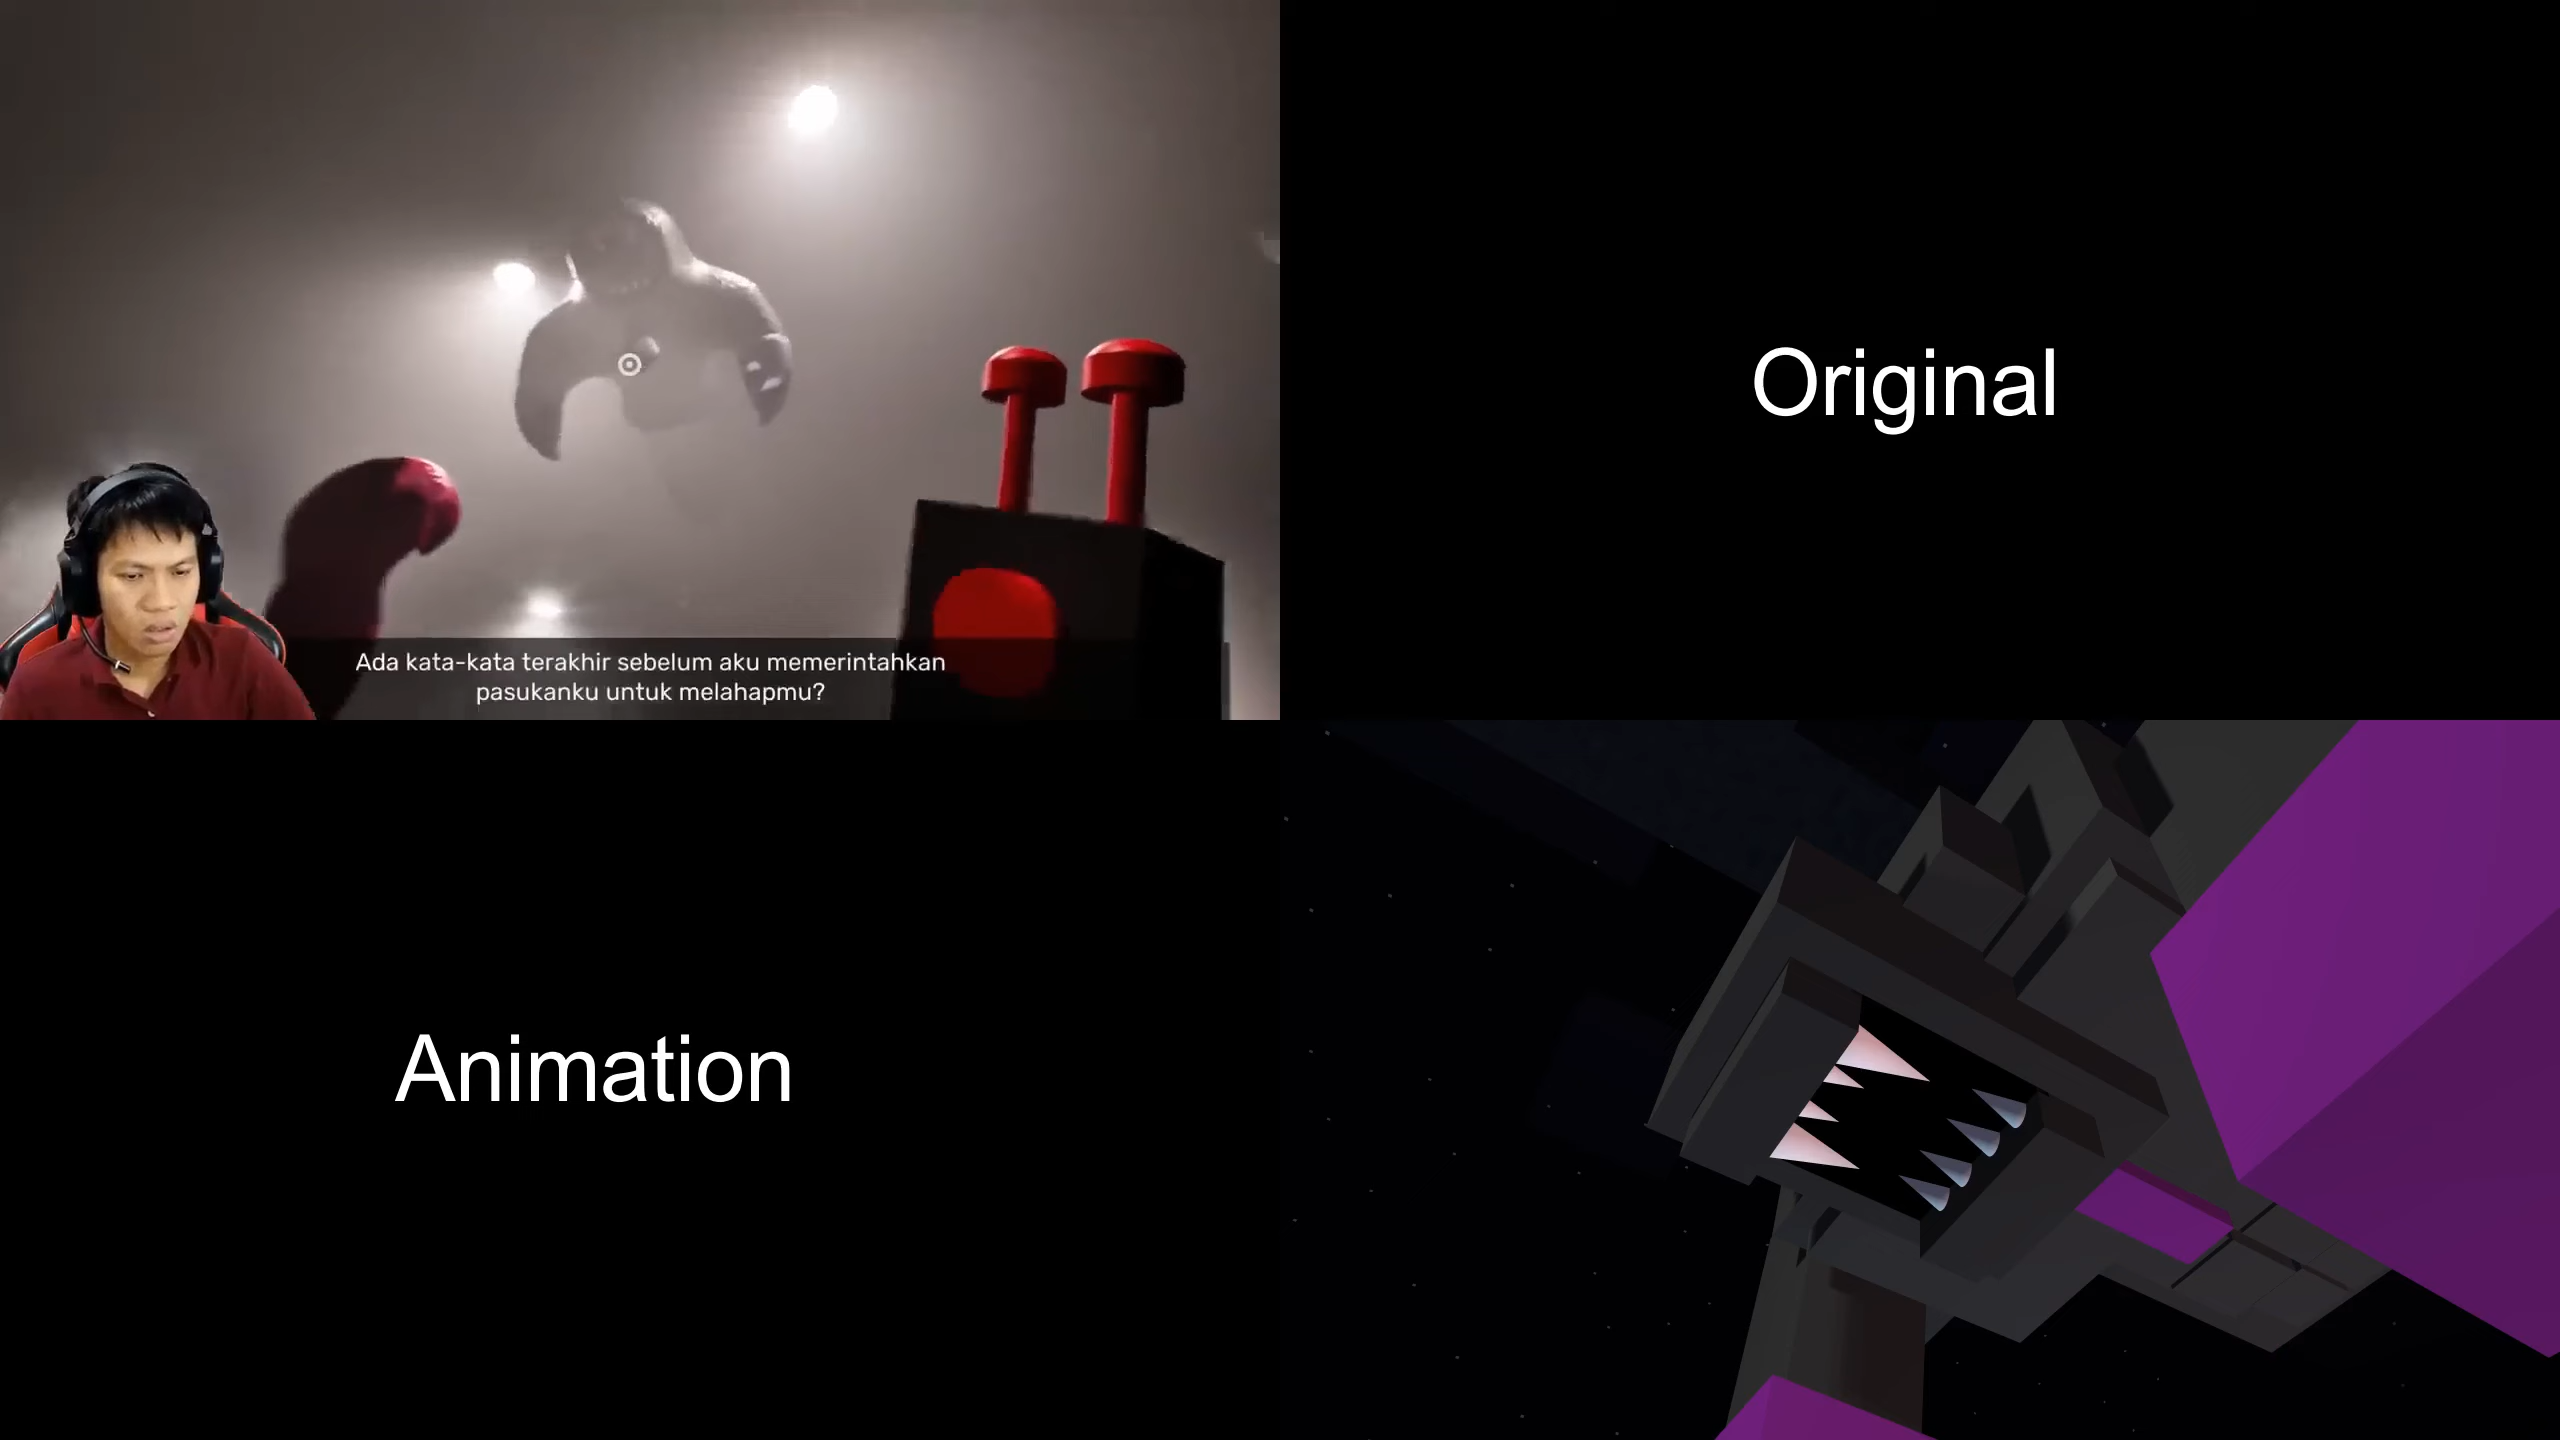 Original
Ada kata-kata terakhir sebelum aku memerintahkan
pasukanku untuk melahapmu?
Animation